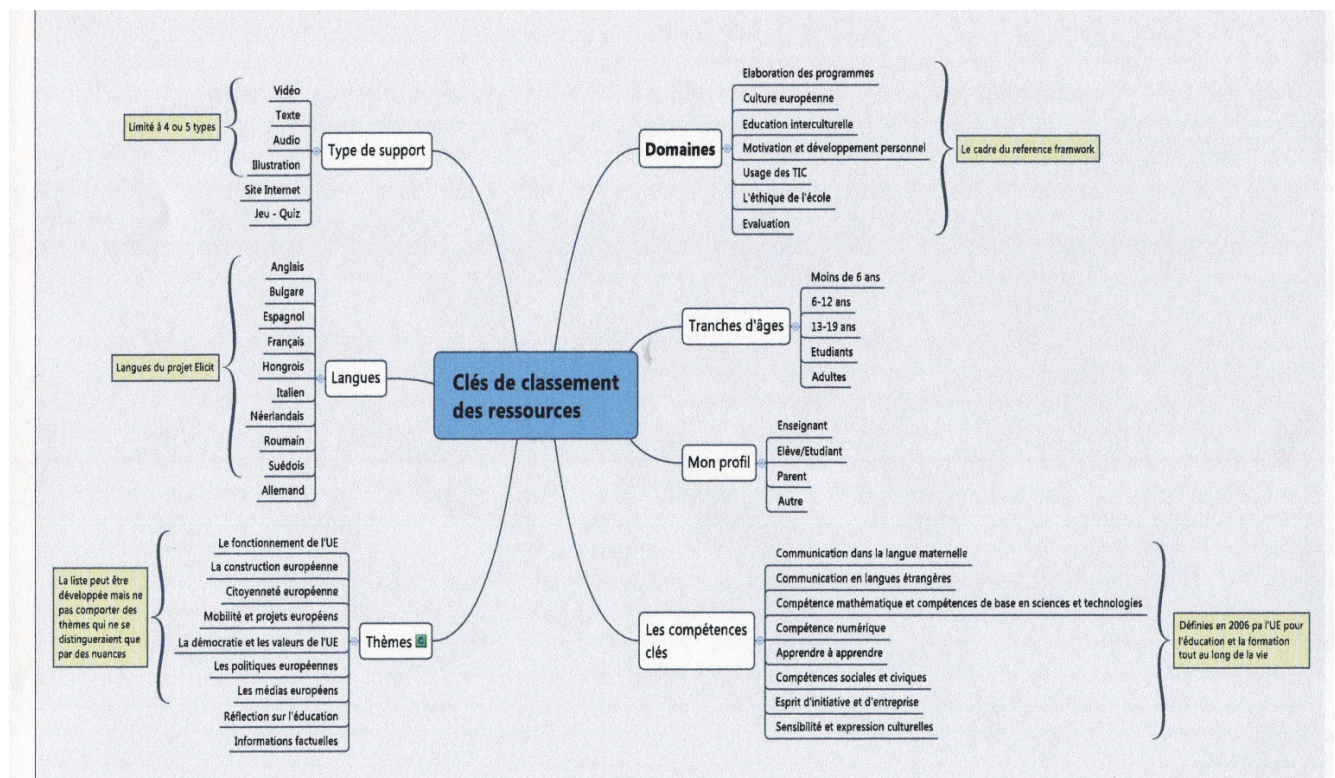 Clés de classement
des ressources
Type de support
Vidéo
Texte
Audio
Illustration
Site Internet
Jeu - Quiz
Limité à 4 ou 5 types
Langues
Anglais
Bulgare
Espagnol
Français
Hongrois
Italien
Néerlandais
Roumain
Suédois
Allemand
Langues du projet Elicit
Thèmes
Le fonctionnement de l'UE
La construction européenne
Citoyenneté européenne
Mobilité et projets européns
La démocratie et les valeurs de l'UE
Les politiques européennes
Les médias européns
Réflection sur l'éducation
Informations factuelles
La liste peut être
développée mais ne
pas comporter des
thèmes qui ne se
distingueraient que
par des nuances
Domaines
Elaboration des programmes
Culture européenne
Education interculturelle
Motivation et développement personnel
Usage des TIC
L'éthique de l'école
Evaluation
Le cadre du reference framwork
Tranches d'âges
Moins de 6 ans
6-12 ans
13-19 ans
Etudiants
Adultes
Mon profil
Enseignant
Elève/Etudiant
Parent
Autre
Les compétences
clés
Communication dans la langue maternelle
Communication en langues étrangères
Compétence mathématique et compétences de base en sciences et technologies
Compétence numérique
Apprendre à apprendre
Compétences sociales et civiques
Esprit d'initiative et d'entreprise
Sensibilité et expression culturelles
Définies en 2006 pa l'UE pour
l'éducation et la formation
tout au long de la vie